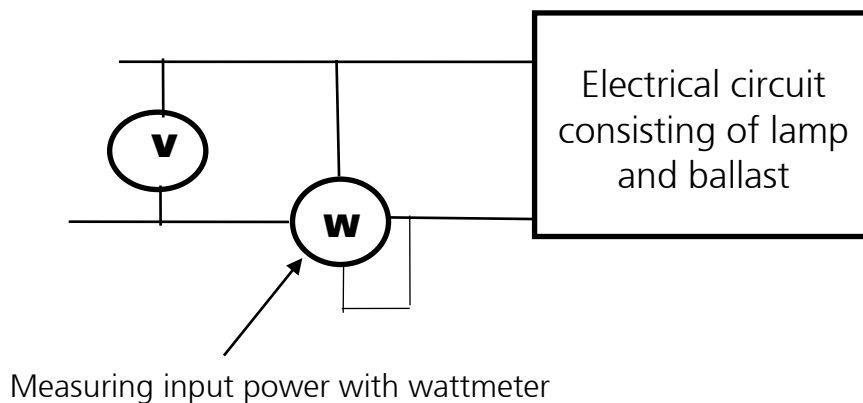 Electrical circuit
consisting of lamp
and ballast
V
W
Measuring input power with wattmeter